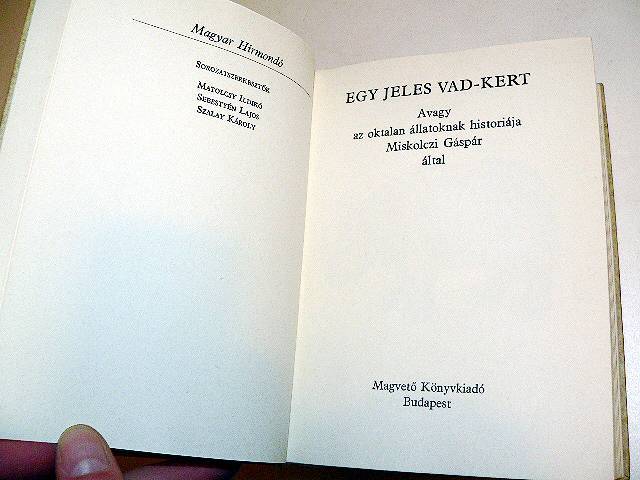 Magyar Hirmondó
SOROZATSZERKESZTŐK
MATOLCSY ILDIKÓ
SEBESTYÉN LAJOS
SZALAY KÁROLY
EGY JELES VAD-KERT
Avagy
az oktalan állatoknak historiája
Miskolczi Gáspár
által
Magvető Könyvkiadó
Budapest